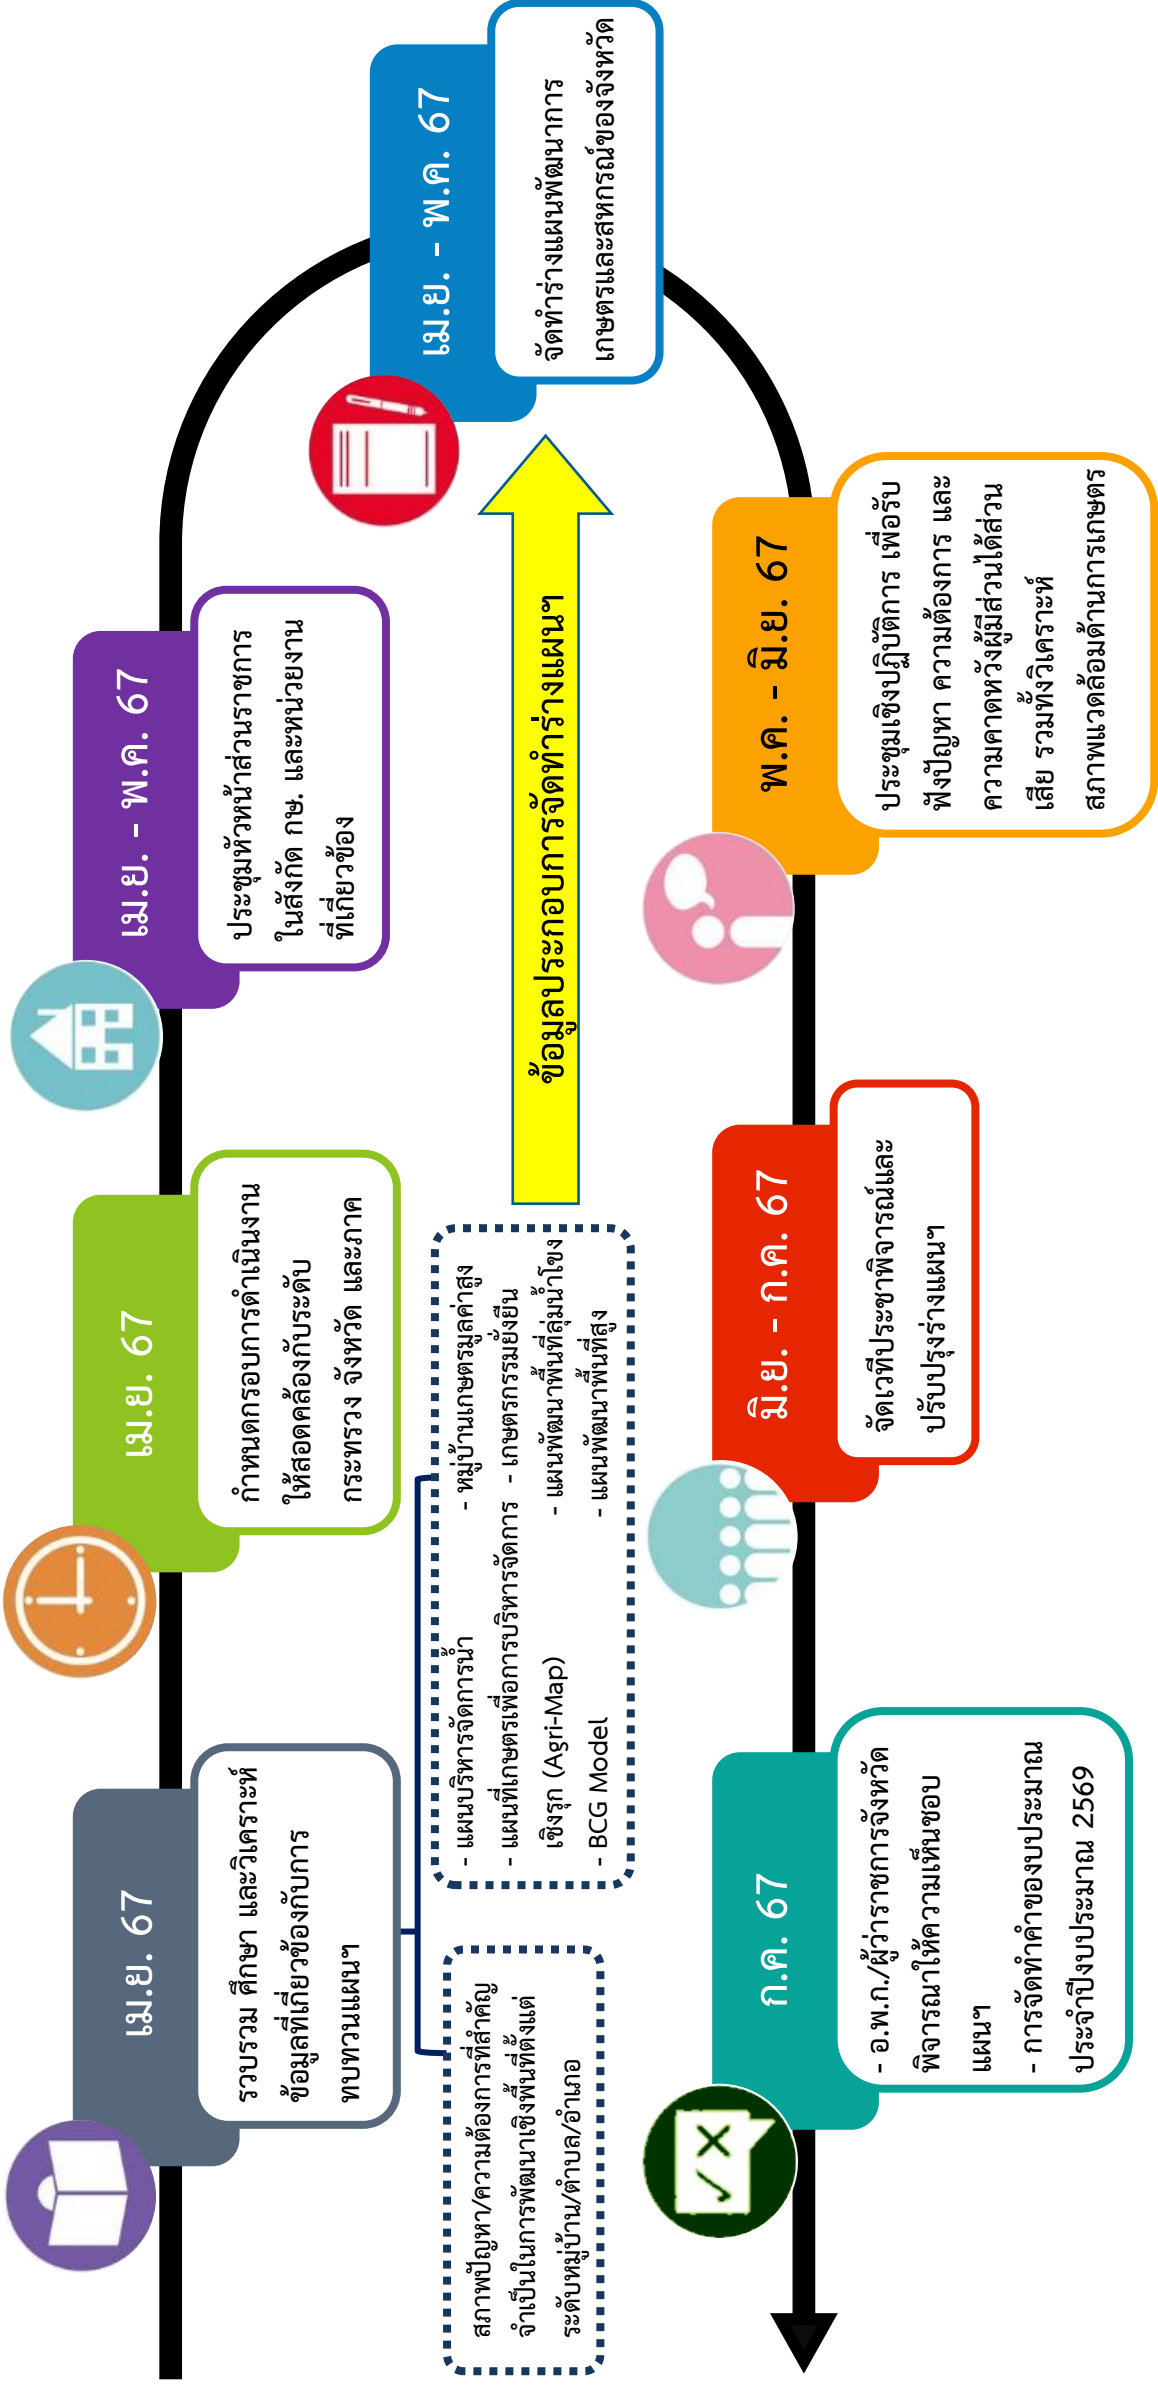 เม.ย. 67
รวบรวม ศึกษา และวิเคราะห์
ข้อมูลที่เกี่ยวข้องกับการ
ทบทวนแผนฯ
เม.ย. 67
กำหนดกรอบการดำเนินงาน
ให้สอดคล้องกับระดับ
กระทรวง จังหวัด และภาค
เม.ย. - พ.ค. 67
ประชุมหัวหน้าส่วนราชการ
ในสังกัด กษ. และหน่วยงาน
ที่เกี่ยวข้อง
เม.ย. - พ.ค. 67
จัดทำร่างแผนพัฒนาการ
เกษตรและสหกรณ์ของจังหวัด
สภาพปัญหา/ความต้องการที่สำคัญ
จำเป็นในการพัฒนาเชิงพื้นที่ตั้งแต่
ระดับหมู่บ้าน/ตำบล/อำเภอ
- แผนบริหารจัดการน้ำ - หมู่บ้านเกษตรมูลค่าสูง
- แผนที่เกษตรเพื่อการบริหารจัดการ - เกษตรกรรมยั่งยืน
เชิงรุก (Agri-Map) - แผนพัฒนาพื้นที่ลุ่มน้ำโขง
- BCG Model - แผนพัฒนาพื้นที่สูง
ข้อมูลประกอบการจัดทำร่างแผนฯ
พ.ค. - มิ.ย. 67
ประชุมเชิงปฏิบัติการ เพื่อรับ
ฟังปัญหา ความต้องการ และ
ความคาดหวังผู้มีส่วนได้ส่วน
เสีย รวมทั้งวิเคราะห์
สภาพแวดล้อมด้านการเกษตร
มิ.ย. - ก.ค. 67
จัดเวทีประชาพิจารณ์และ
ปรับปรุงร่างแผนฯ
ก.ค. 67
- อ.พ.ก./ผู้ว่าราชการจังหวัด
พิจารณาให้ความเห็นชอบ
แผนฯ
- การจัดทำคำของบประมาณ
ประจำปีงบประมาณ 2569